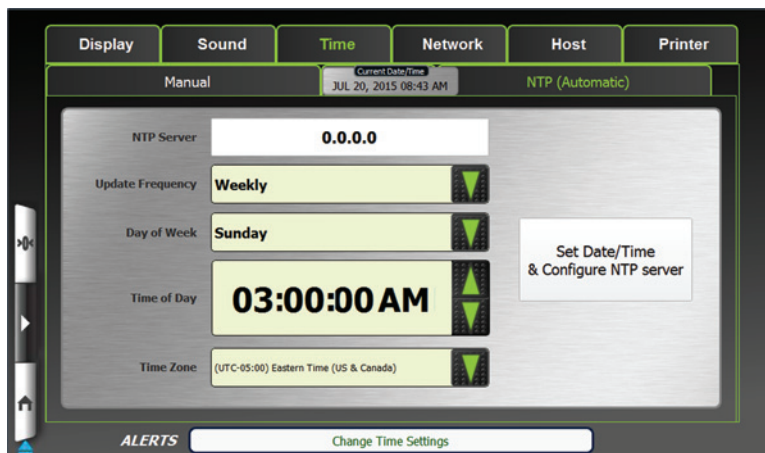 Display Sound Time Network Host Printer
Manual
Current Date/Time
JUL 20, 2015 08:43 AM
NTP (Automatic)
NTP Server 0.0.0.0
Update Frequency Weekly
Day of Week Sunday
Set Date/Time
& Configure NTP server
Time of Day 03:00:00 AM
Time Zone (UTC-05:00) Eastern Time (US & Canada)
ALERTS Change Time Settings
>0<